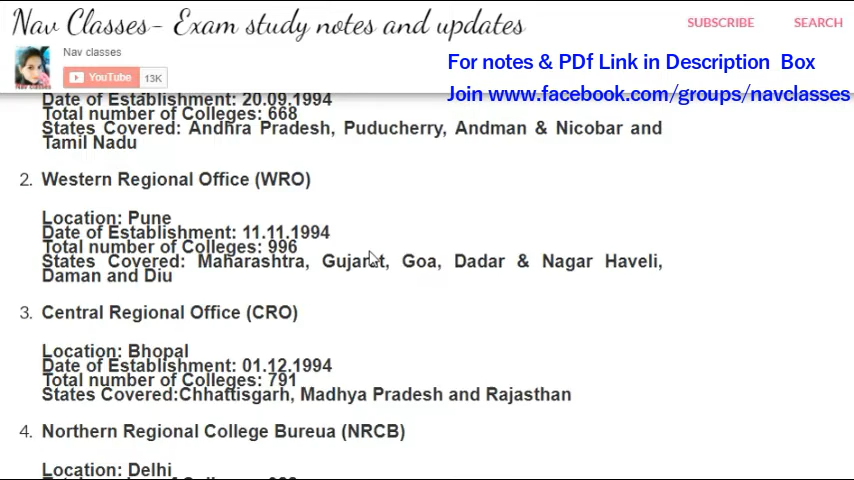 Nav Classes- Exam study notes and updates
SUBSCRIBE SEARCH
Nav classes
YouTube 13K
Nav classes
For notes & PDf Link in Description Box
Join www.facebook.com/groups/navclasses
Date of Establishment: 20.09.1994
Total number of Colleges: 668
States Covered: Andhra Pradesh, Puducherry, Andman & Nicobar and
Tamil Nadu
2. Western Regional Office (WRO)
Location: Pune
Date of Establishment: 11.11.1994
Total number of Colleges: 996
States Covered: Maharashtra, Gujarat, Goa, Dadar & Nagar Haveli,
Daman and Diu
3. Central Regional Office (CRO)
Location: Bhopal
Date of Establishment: 01.12.1994
Total number of Colleges: 791
States Covered:Chhattisgarh, Madhya Pradesh and Rajasthan
4. Northern Regional College Bureua (NRCB)
Location: Delhi